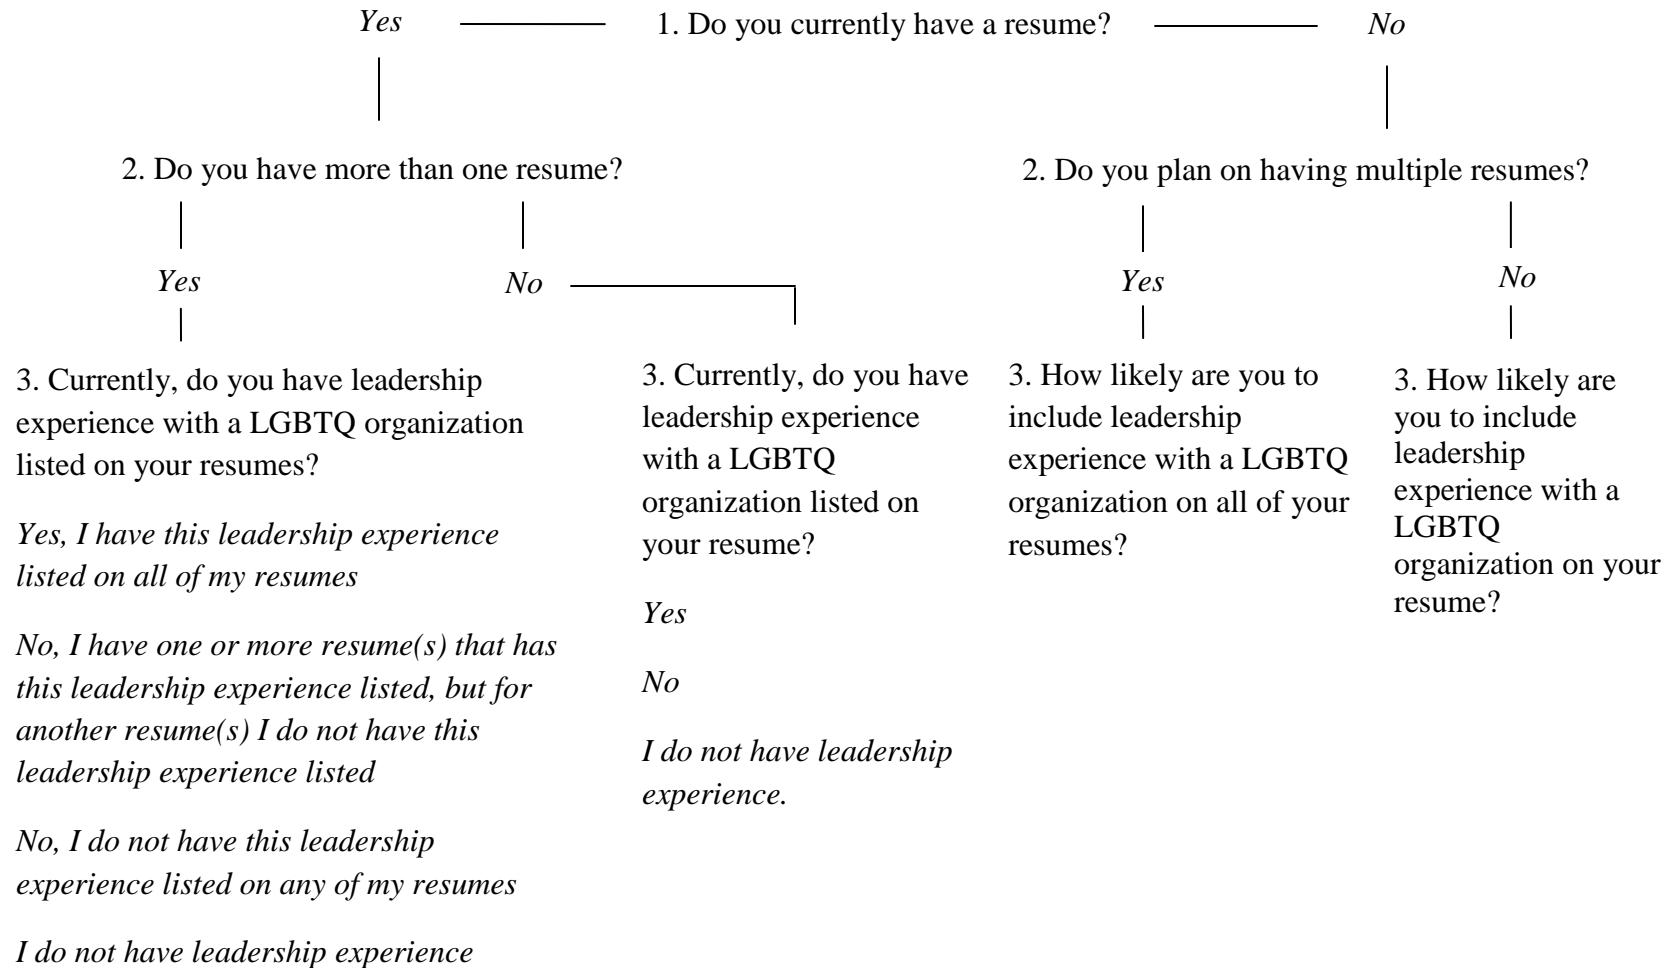 Yes
1. Do you currently have a resume?
No
2. Do you have more than one resume?
2. Do you plan on having multiple resumes?
Yes
No
Yes
No
3. Currently, do you have leadership
experience with a LGBTQ organization
listed on your resumes?
Yes, I have this leadership experience
listed on all of my resumes
No, I have one or more resume(s) that has
this leadership experience listed, but for
another resume(s) I do not have this
leadership experience listed
No, I do not have this leadership
experience listed on any of my resumes
I do not have leadership experience
3. Currently, do you have
leadership experience
with a LGBTQ
organization listed on
your resume?
Yes
No
I do not have leadership
experience.
3. How likely are you to
include leadership
experience with a LGBTQ
organization on all of your
resumes?
3. How likely are
you to include
leadership
experience with a
LGBTQ
organization on your
resume?